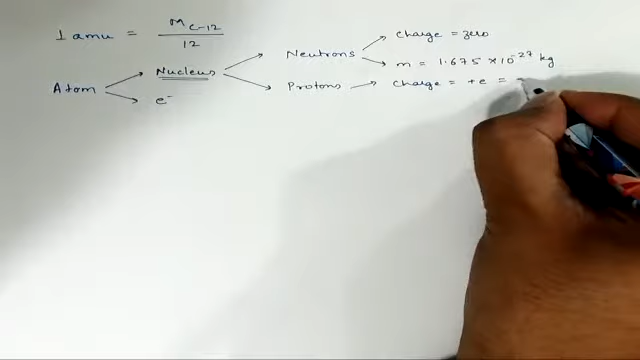 1 amu = M C-12 / 12
Neutrons → Charge = zero
→ m = 1.675 × 10⁻²⁷ kg
Atom → Nucleus → Protons → Charge = +e =
→ e⁻